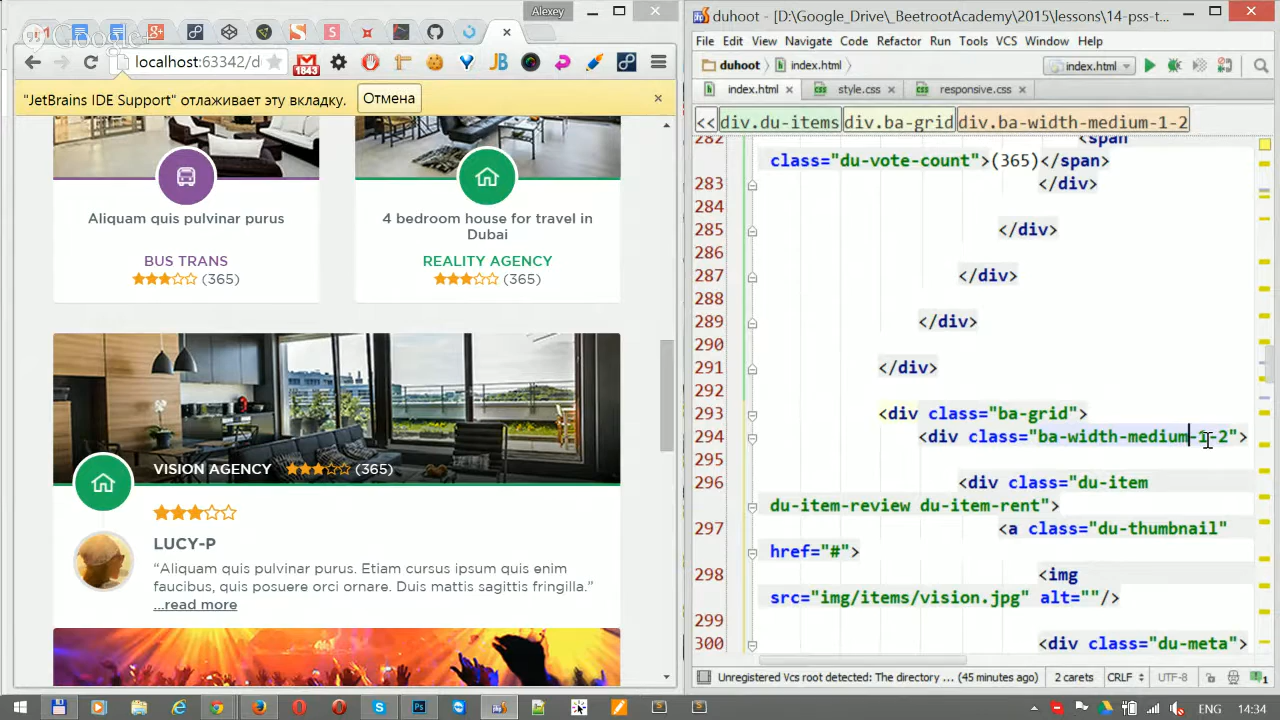 Alexey
Google+
localhost:63342/d
1843
"JetBrains IDE Support" отлаживает эту вкладку.
Отмена
Aliquam quis pulvinar purus
BUS TRANS
(365)
4 bedroom house for travel in
Dubai
REALITY AGENCY
(365)
VISION AGENCY
(365)
LUCY-P
“Aliquam quis pulvinar purus. Etiam cursus ipsum quis enim
faucibus, quis posuere orci ornare. Duis mattis sagittis fringilla.”
...read more
duhoot - [D:\Google_Drive\_BeetrootAcademy\2015\lessons_14-pss-t...
File Edit View Navigate Code Refactor Run Tools VCS Window Help
duhoot index.html
index.html
index.html style.css responsive.css
<< div.du-items div.ba-grid div.ba-width-medium-1-2
282 <span
class="du-vote-count">(365)</span>
283 </div>
284
285 </div>
286
287 </div>
288
289 </div>
290
291 </div>
292
293 <div class="ba-grid">
294 <div class="ba-width-medium-1-2">
295
296 <div class="du-item
du-item-review du-item-rent">
297 <a class="du-thumbnail"
href="#">
298 <img
src="img/items/vision.jpg" alt=""/>
299
300 <div class="du-meta">
Unregistered Vcs root detected: The directory ... (45 minutes ago)
2 carets CRLF UTF-8 1
ENG 14:34